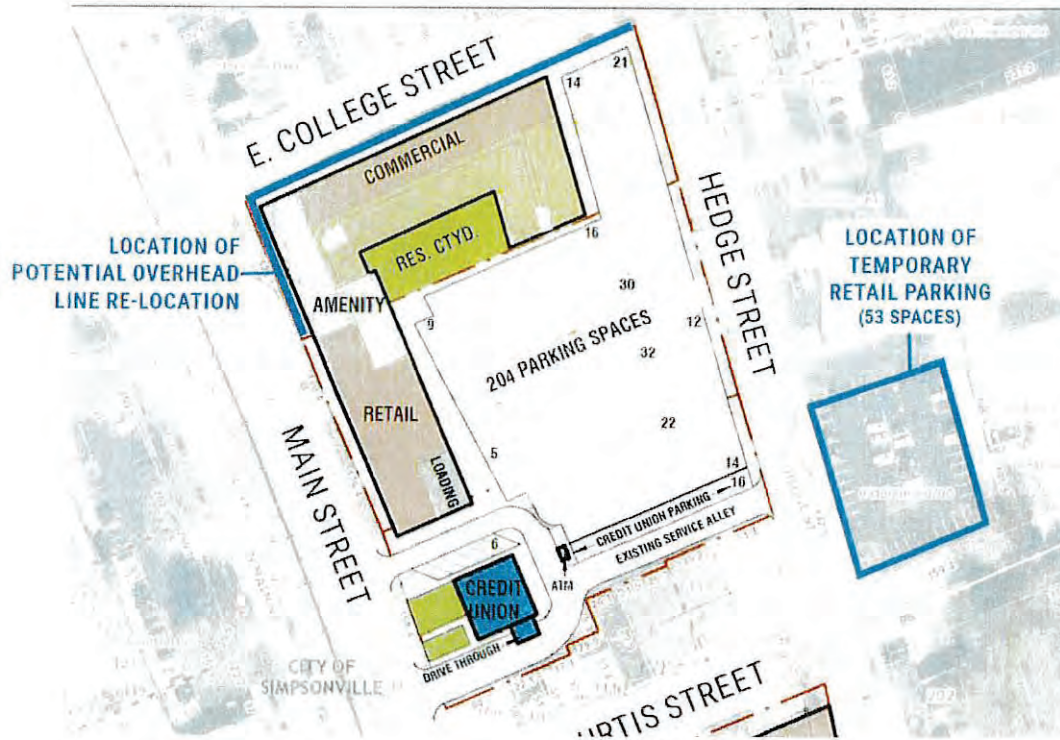 E. COLLEGE STREET
14
21
COMMERCIAL
HEDGE STREET
LOCATION OF
POTENTIAL OVERHEAD
LINE RE-LOCATION
RES. CTYD.
16
LOCATION OF
TEMPORARY
RETAIL PARKING
(53 SPACES)
AMENITY
9
30
204 PARKING SPACES
12
32
RETAIL
22
MAIN STREET
LOADING
5
14
16
CREDIT UNION PARKING
EXISTING SERVICE ALLEY
6
ATM
CREDIT
UNION
DRIVE THROUGH
CITY OF
SIMPSONVILLE
STREET